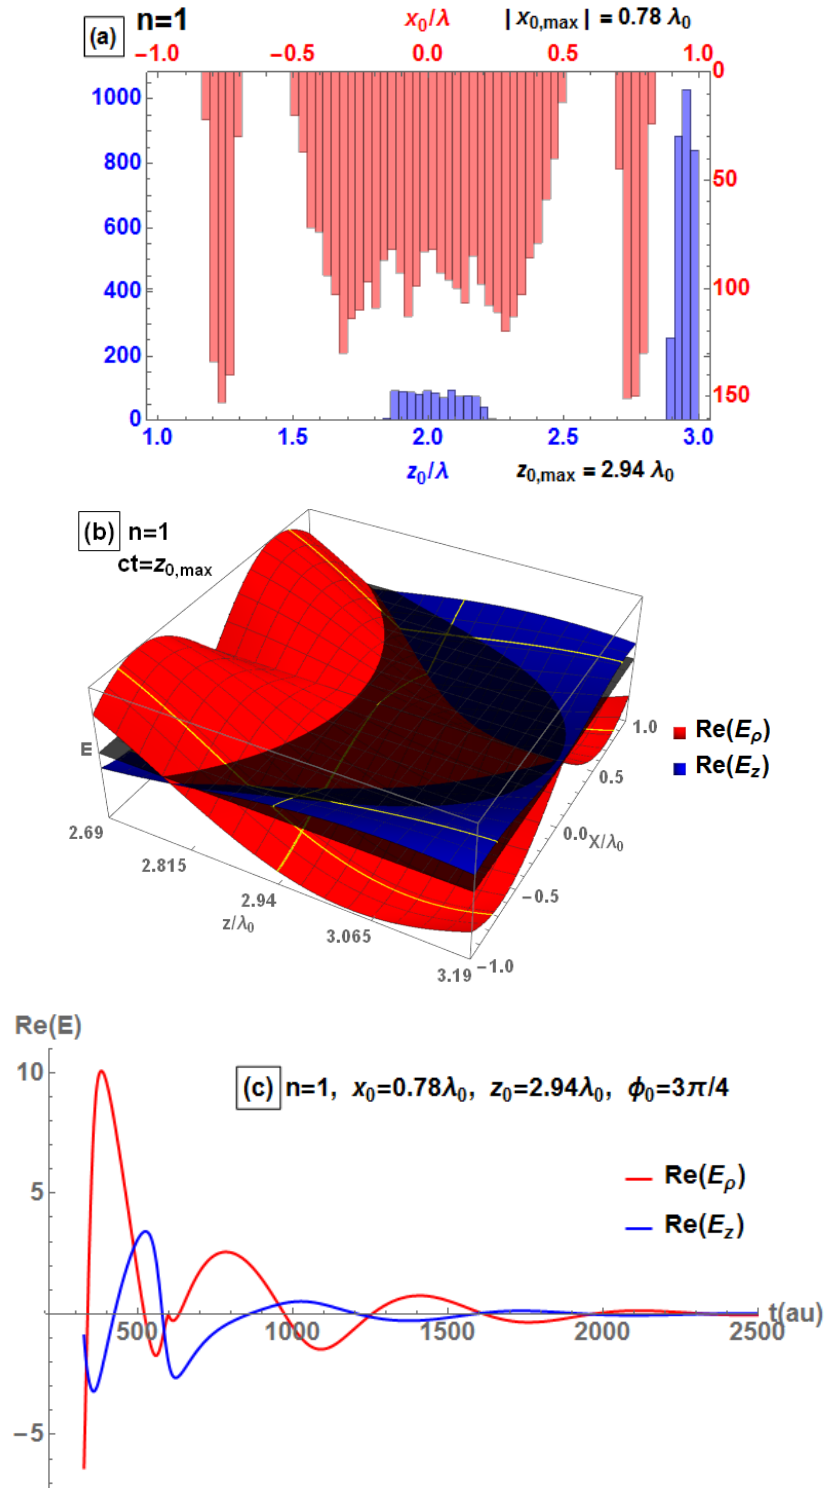 (a) n=1 x₀/λ |x₀,max| = 0.78 λ₀
−1.0 −0.5 0.0 0.5 1.0
0
1000
800
50
600
400
100
200
150
0
1.0 1.5 2.0 2.5 3.0
z₀/λ z₀,max = 2.94 λ₀
(b) n=1
ct=z₀,max
E
Re(Eρ)
Re(E_z)
1.0
0.5
0.0 X/λ₀
−0.5
−1.0
2.69
2.815
2.94
z/λ₀
3.065
3.19
Re(E)
10
(c) n=1, x₀=0.78λ₀, z₀=2.94λ₀, ϕ₀=3π/4
Re(Eρ)
5
Re(E_z)
t(au)
500 1000 1500 2000 2500
−5